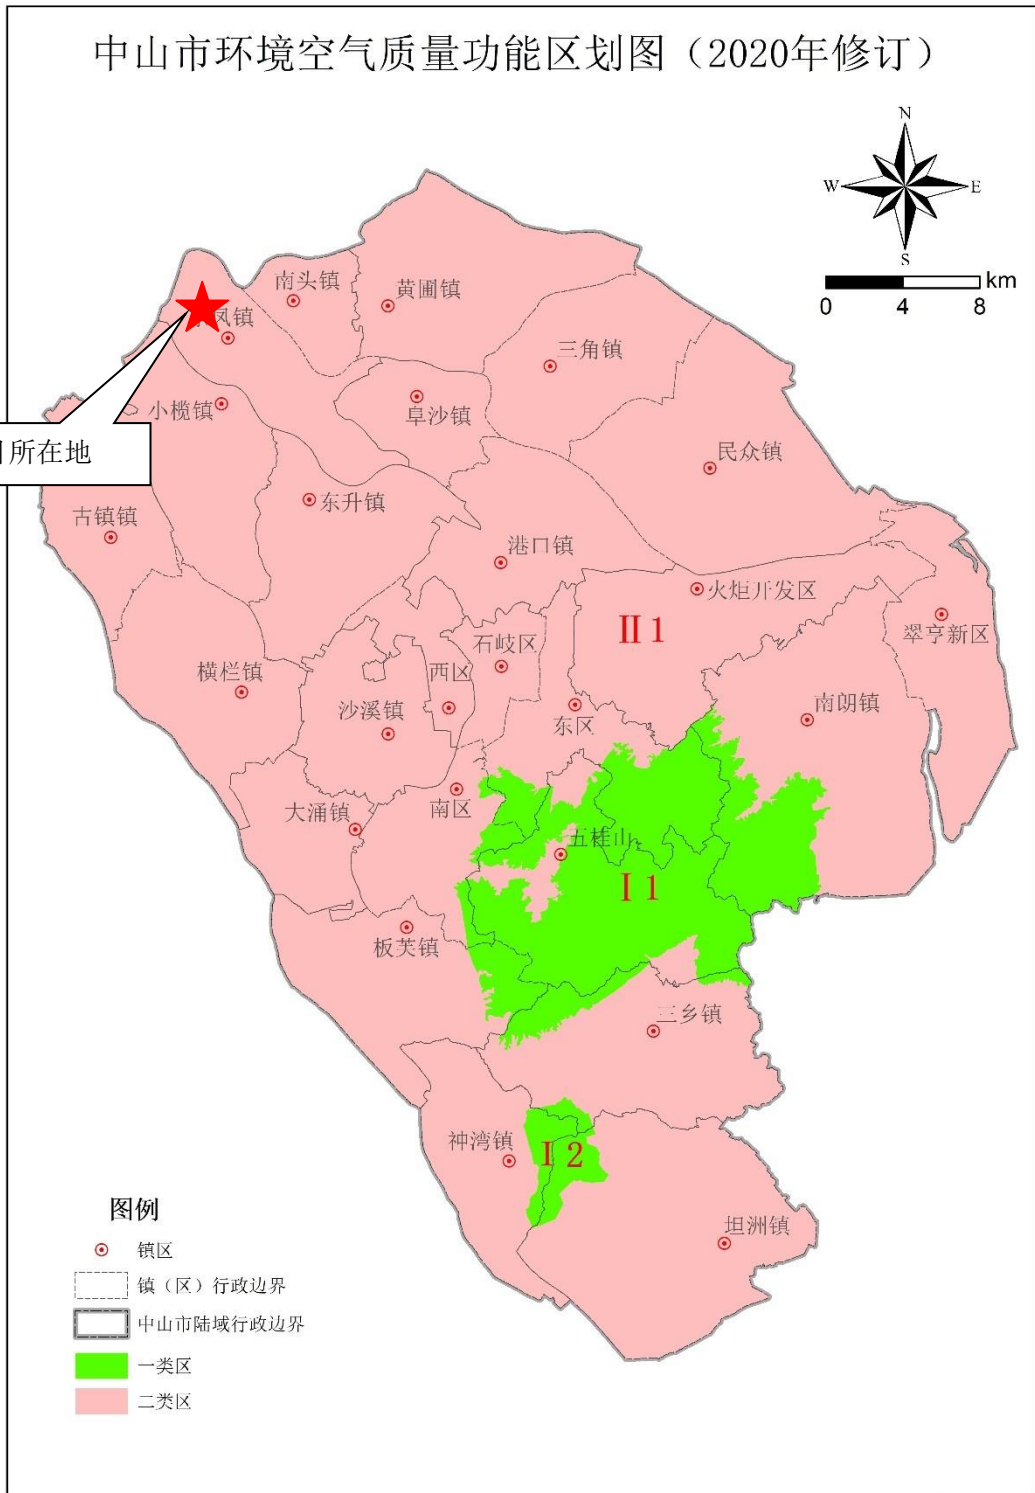 中山市环境空气质量功能区划图（2020年修订）
N
W
E
S
km
0 4 8
南头镇
黄圃镇
凤镇
三角镇
小榄镇
阜沙镇
所在地
民众镇
东升镇
古镇镇
港口镇
火炬开发区
Ⅱ1
翠亨新区
石岐区
横栏镇
西区
沙溪镇
东区
南朗镇
大涌镇
南区
五桂山
Ⅰ1
板芙镇
三乡镇
神湾镇
Ⅰ2
坦洲镇
图例
镇区
镇（区）行政边界
中山市陆域行政边界
一类区
二类区